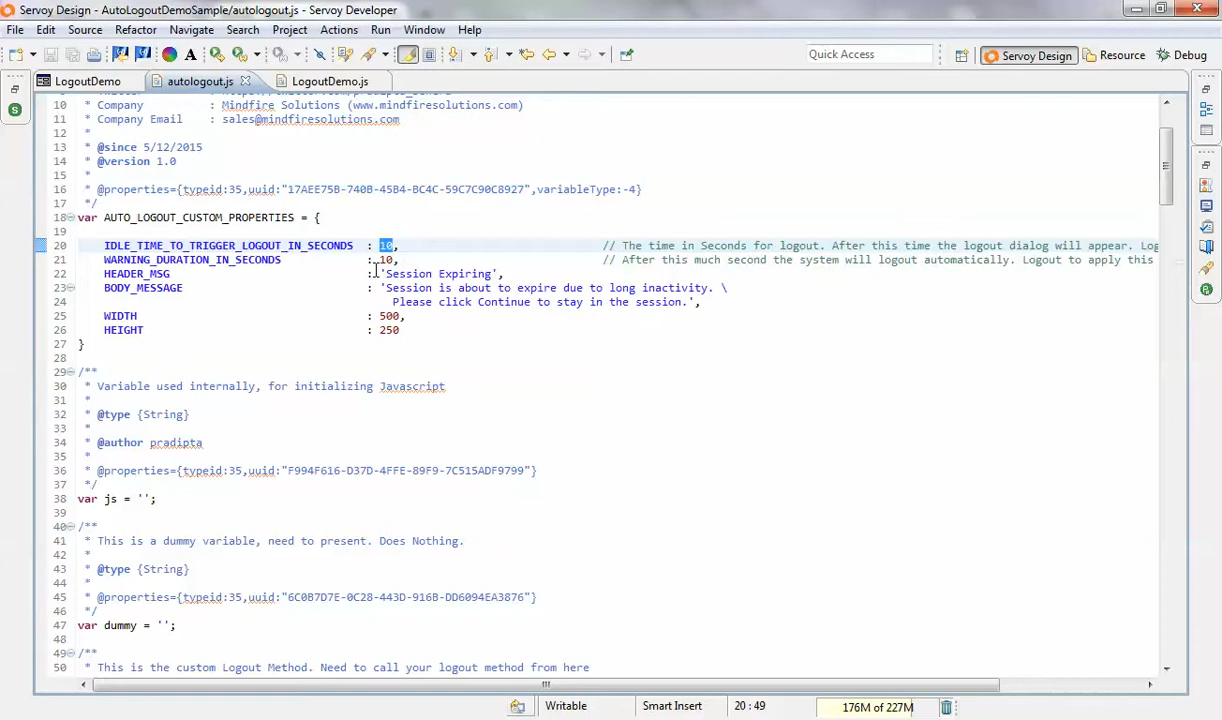 Servoy Design - AutoLogoutDemoSample/autologout.js - Servoy Developer
File Edit Source Refactor Navigate Search Project Actions Run Window Help
Quick Access Servoy Design Resource Debug
LogoutDemo autologout.js LogoutDemo.js
10 * Company : Mindfire Solutions (www.mindfiresolutions.com)
11 * Company Email : sales@mindfiresolutions.com
12 *
13 * @since 5/12/2015
14 * @version 1.0
15 *
16 * @properties={typeid:35,uuid:"17AEE75B-740B-45B4-BC4C-59C7C90C8927",variableType:-4}
17 */
18 var AUTO_LOGOUT_CUSTOM_PROPERTIES = {
19
20 IDLE_TIME_TO_TRIGGER_LOGOUT_IN_SECONDS : 10, // The time in Seconds for logout. After this time the logout dialog will appear. Log
21 WARNING_DURATION_IN_SECONDS : 10, // After this much second the system will logout automatically. Logout to apply this
22 HEADER_MSG : 'Session Expiring',
23 BODY_MESSAGE : 'Session is about to expire due to long inactivity. \
24 Please click Continue to stay in the session.',
25 WIDTH : 500,
26 HEIGHT : 250
27 }
28
29 /**
30 * Variable used internally, for initializing Javascript
31 *
32 * @type {String}
33 *
34 * @author pradipta
35 *
36 * @properties={typeid:35,uuid:"F994F616-D37D-4FFE-89F9-7C515ADF9799"}
37 */
38 var js = '';
39
40 /**
41 * This is a dummy variable, need to present. Does Nothing.
42 *
43 * @type {String}
44 *
45 * @properties={typeid:35,uuid:"6C0B7D7E-0C28-443D-916B-DD6094EA3876"}
46 */
47 var dummy = '';
48
49 /**
50 * This is the custom Logout Method. Need to call your logout method from here
Writable Smart Insert 20 : 49 176M of 227M